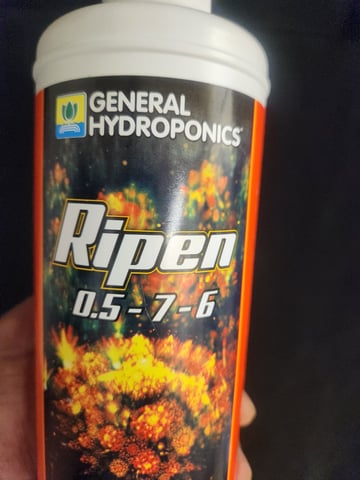 GENERAL
HYDROPONICS
Ripen
0.5-7-6